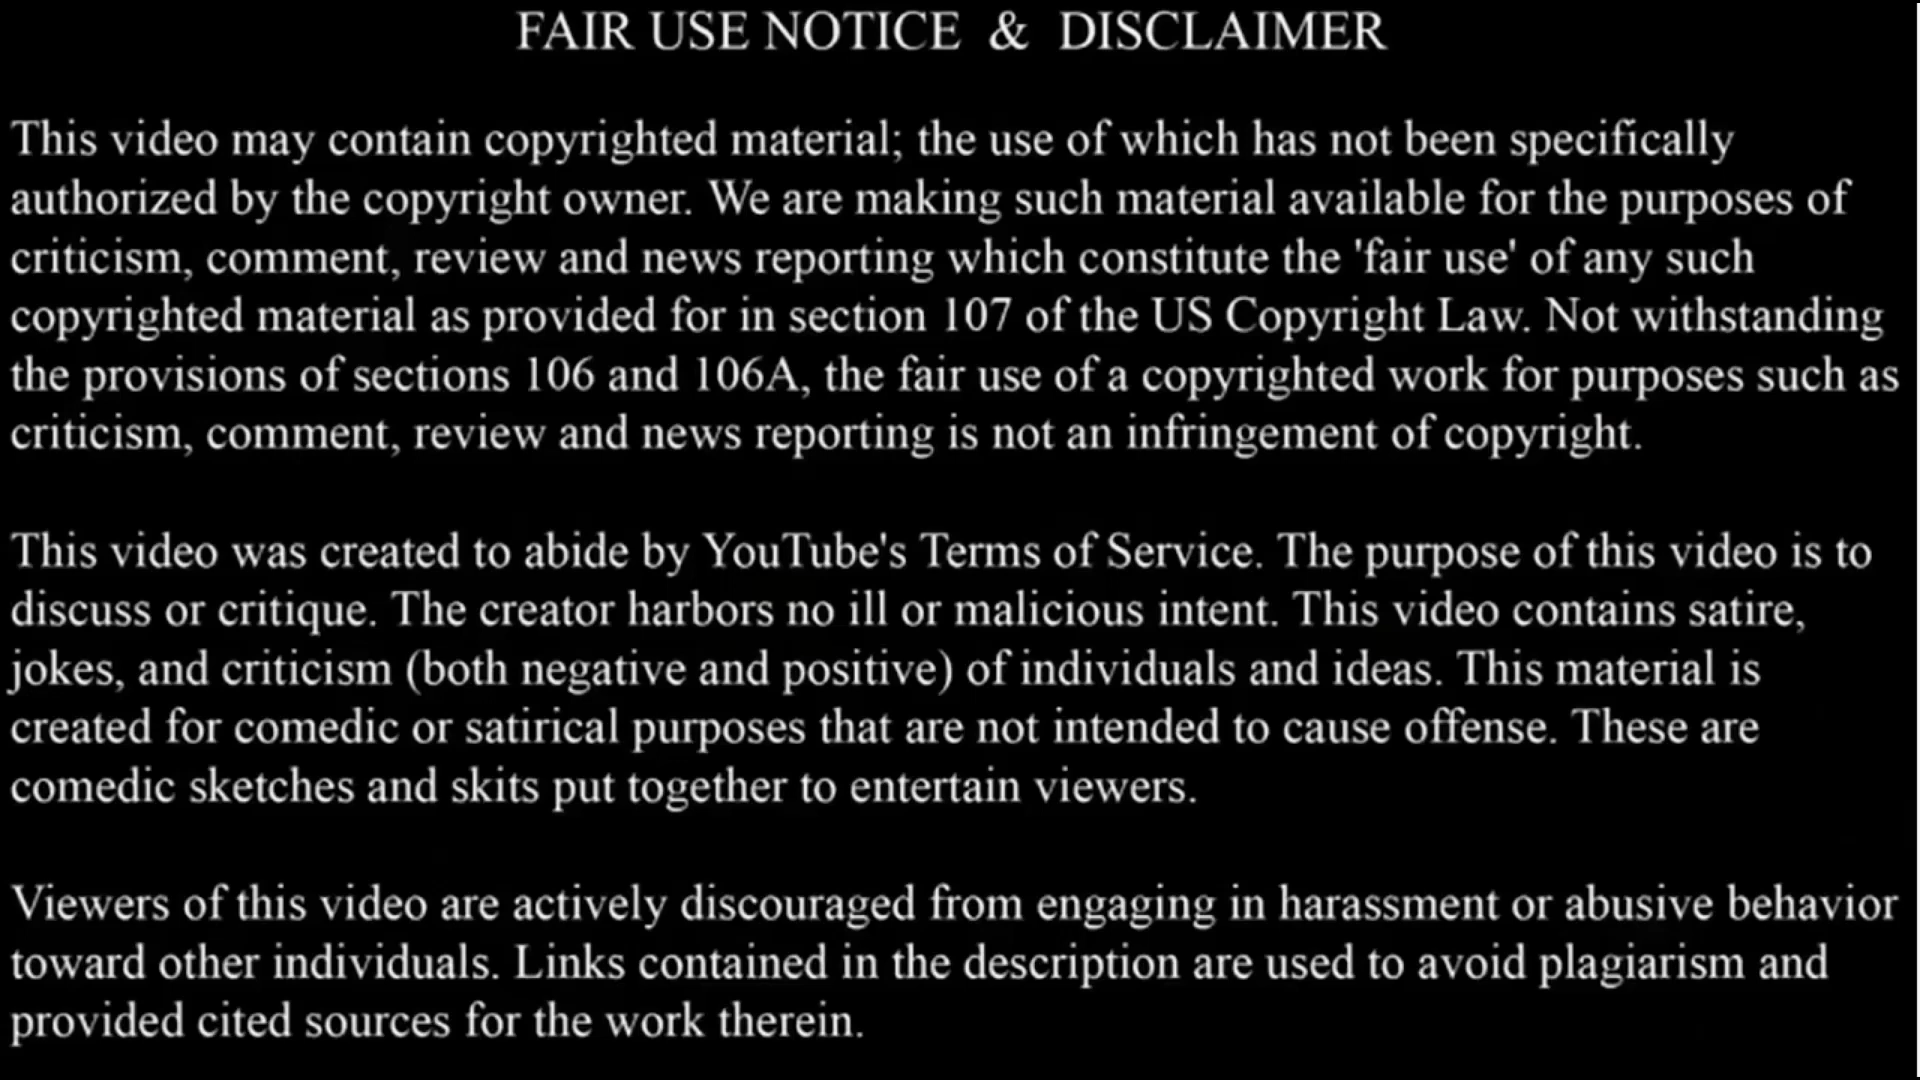 FAIR USE NOTICE & DISCLAIMER
This video may contain copyrighted material; the use of which has not been specifically
authorized by the copyright owner. We are making such material available for the purposes of
criticism, comment, review and news reporting which constitute the 'fair use' of any such
copyrighted material as provided for in section 107 of the US Copyright Law. Not withstanding
the provisions of sections 106 and 106A, the fair use of a copyrighted work for purposes such as
criticism, comment, review and news reporting is not an infringement of copyright.
This video was created to abide by YouTube's Terms of Service. The purpose of this video is to
discuss or critique. The creator harbors no ill or malicious intent. This video contains satire,
jokes, and criticism (both negative and positive) of individuals and ideas. This material is
created for comedic or satirical purposes that are not intended to cause offense. These are
comedic sketches and skits put together to entertain viewers.
Viewers of this video are actively discouraged from engaging in harassment or abusive behavior
toward other individuals. Links contained in the description are used to avoid plagiarism and
provided cited sources for the work therein.